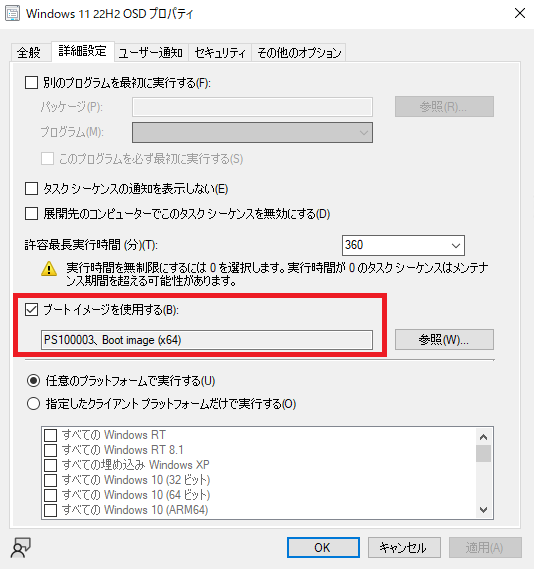 Windows 11 22H2 OSD プロパティ
全般 詳細設定 ユーザー通知 セキュリティ その他のオプション
別のプログラムを最初に実行する(F):
パッケージ(P): 参照(R)...
プログラム(M):
このプログラムを必ず最初に実行する(S)
タスク シーケンスの通知を表示しない(E)
展開先のコンピューターでこのタスク シーケンスを無効にする(D)
許容最長実行時間 (分)(T): 360
実行時間を無制限にするには 0 を選択します。実行時間が 0 のタスク シーケンスはメンテナ
ンス期間を超える可能性があります。
ブート イメージを使用する(B):
PS100003、Boot image (x64) 参照(W)...
任意のプラットフォームで実行する(U)
指定したクライアント プラットフォームだけで実行する(O)
すべての Windows RT
すべての Windows RT 8.1
すべての埋め込み Windows XP
すべての Windows 10 (32 ビット)
すべての Windows 10 (64 ビット)
すべての Windows 10 (ARM64)
OK キャンセル 適用(A)